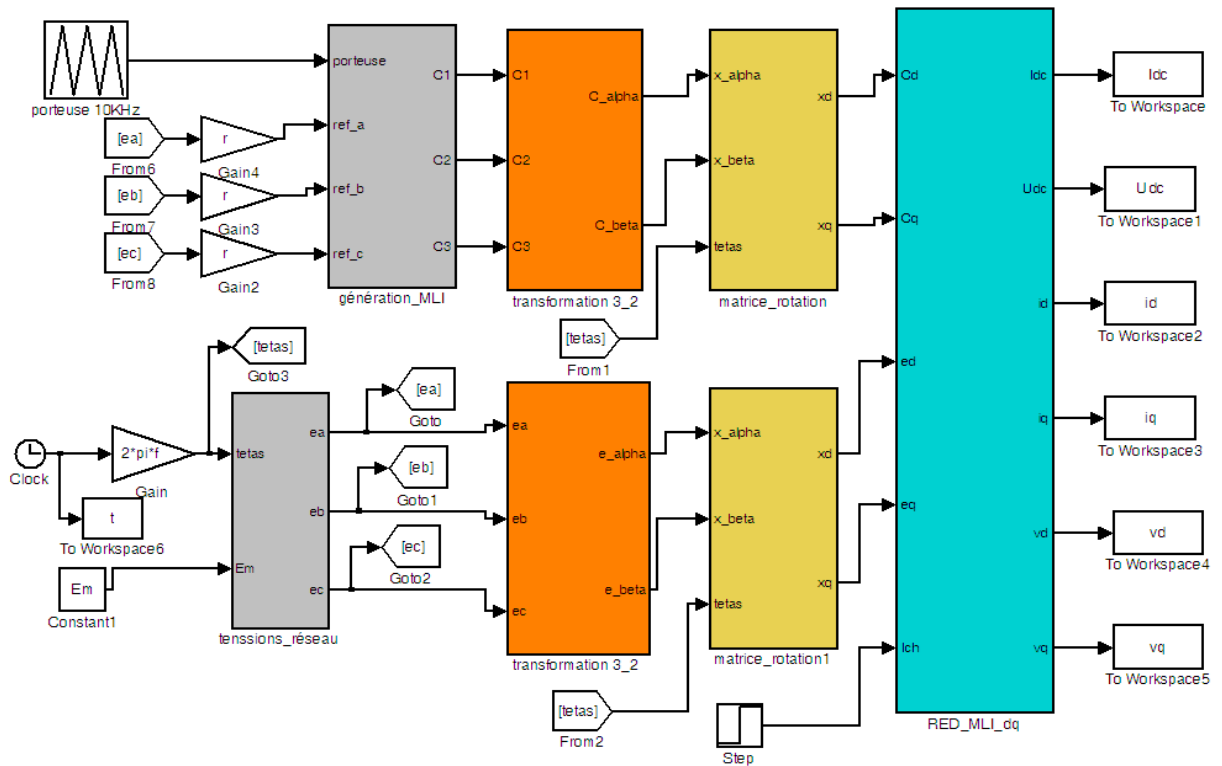 porteuse 10KHz
[ea]
From6
r
Gain4
[eb]
From7
r
Gain3
[ec]
From8
r
Gain2
porteuse
ref_a
ref_b
ref_c
C1
C2
C3
génération_MLI
C1
C2
C3
C_alpha
C_beta
transformation 3_2
x_alpha
x_beta
tetas
xd
xq
matrice_rotation
[tetas]
From1
Cd
Cq
ed
eq
Ich
Idc
Udc
id
iq
vd
vq
RED_MLI_dq
Idc
To Workspace
Udc
To Workspace1
id
To Workspace2
iq
To Workspace3
vd
To Workspace4
vq
To Workspace5
Clock
2*pi*f
Gain
t
To Workspace6
Em
Constant1
[tetas]
Goto3
tetas
Em
ea
eb
ec
tenssions_réseau
[ea]
Goto
[eb]
Goto1
[ec]
Goto2
ea
eb
ec
e_alpha
e_beta
transformation 3_2
x_alpha
x_beta
tetas
xd
xq
matrice_rotation1
[tetas]
From2
Step